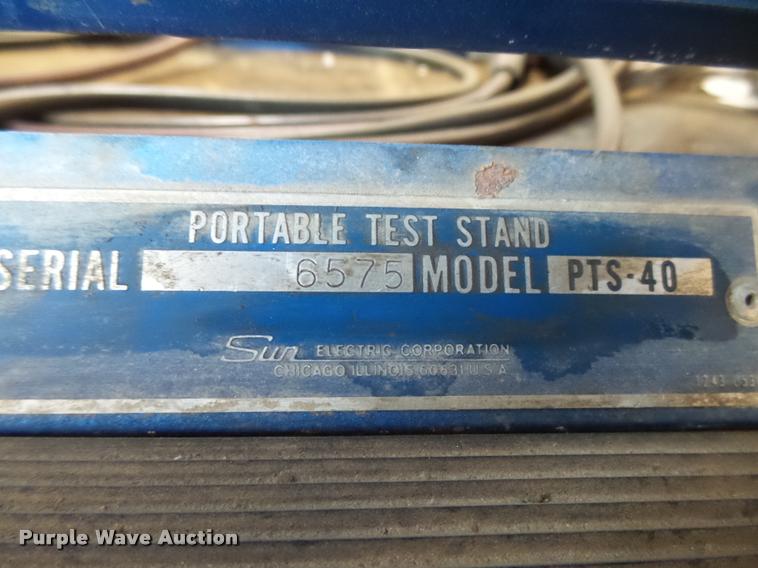 PORTABLE TEST STAND
SERIAL 6575 MODEL PTS-40
Sun ELECTRIC CORPORATION
CHICAGO, ILLINOIS 60631 U.S.A.
Purple Wave Auction